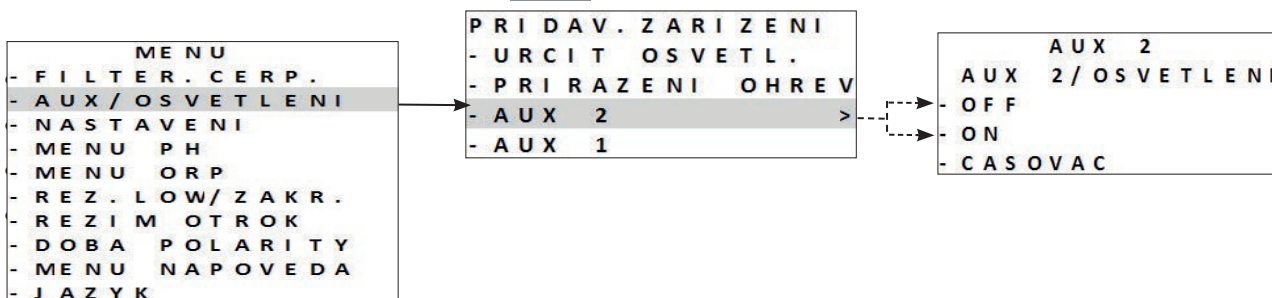 MENU
- FILTER. CERP.
- AUX/OSVETLENI
- NASTAVENI
- MENU PH
- MENU ORP
- REZ. LOW/ZAKR.
- REZIM OTROK
- DOBA POLARITY
- MENU NAPOVEDA
- JAZYK
PRIDAV. ZARIZENI
- URCIT OSVETL.
- PRIRAZENI OHREV
- AUX 2 >
- AUX 1
AUX 2
AUX 2/OSVETLENI
- OFF
- ON
- CASOVAC